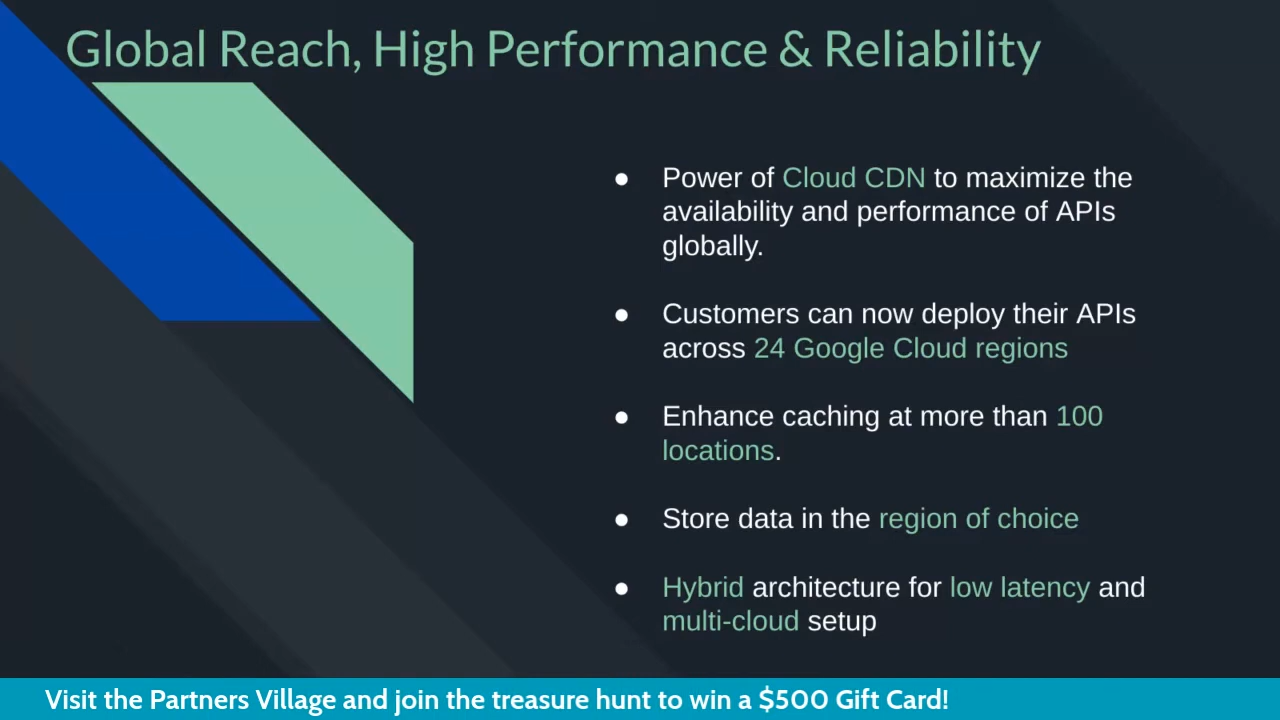 Global Reach, High Performance & Reliability
● Power of Cloud CDN to maximize the
availability and performance of APIs
globally.
● Customers can now deploy their APIs
across 24 Google Cloud regions
● Enhance caching at more than 100
locations.
● Store data in the region of choice
● Hybrid architecture for low latency and
multi-cloud setup
Visit the Partners Village and join the treasure hunt to win a $500 Gift Card!